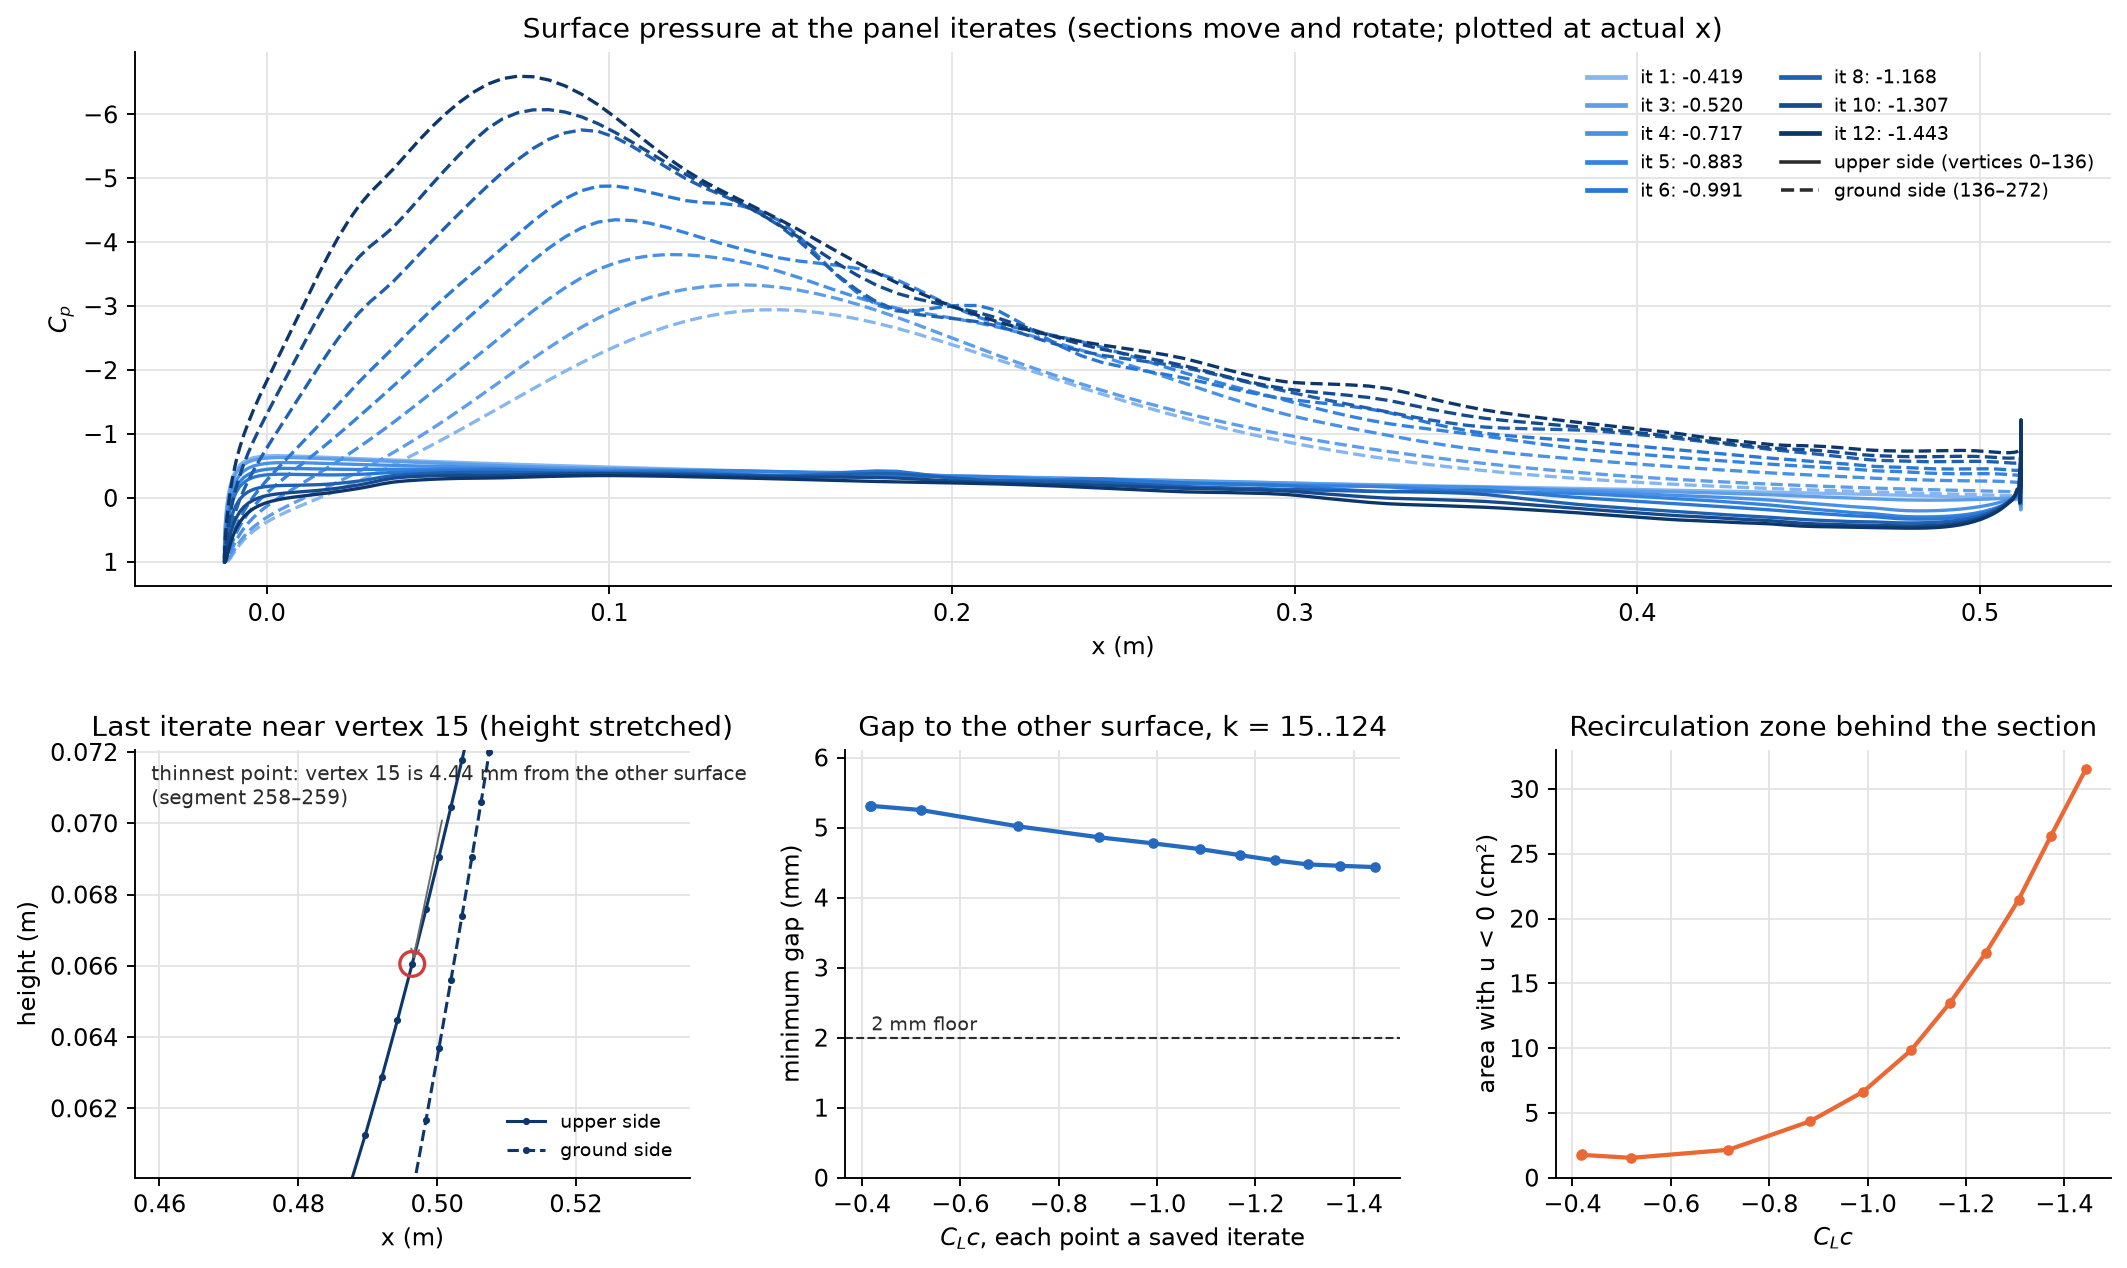 Surface pressure at the panel iterates (sections move and rotate; plotted at actual x)
−6
−5
−4
−3
−2
−1
0
1
C_p
0.0
0.1
0.2
0.3
0.4
0.5
x (m)
it 1: -0.419
it 3: -0.520
it 4: -0.717
it 5: -0.883
it 6: -0.991
it 8: -1.168
it 10: -1.307
it 12: -1.443
upper side (vertices 0–136)
ground side (136–272)
Last iterate near vertex 15 (height stretched)
thinnest point: vertex 15 is 4.44 mm from the other surface
(segment 258–259)
0.072
0.070
0.068
0.066
0.064
0.062
height (m)
0.46
0.48
0.50
0.52
x (m)
upper side
ground side
Gap to the other surface, k = 15..124
6
5
4
3
2
1
0
minimum gap (mm)
2 mm floor
−0.4
−0.6
−0.8
−1.0
−1.2
−1.4
C_Lc, each point a saved iterate
Recirculation zone behind the section
30
25
20
15
10
5
0
area with u < 0 (cm²)
−0.4
−0.6
−0.8
−1.0
−1.2
−1.4
C_Lc